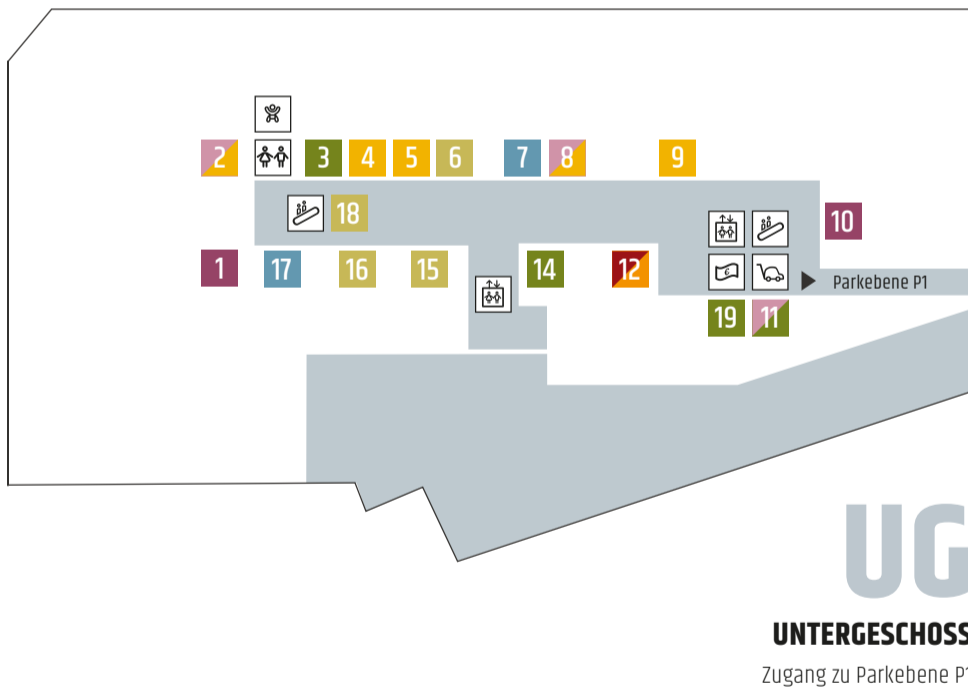 2 3 4 5 6 7 8 9
18 10
1 17 16 15 14 12
Parkebene P1
19 11
UG
UNTERGESCHOSS
Zugang zu Parkebene P1